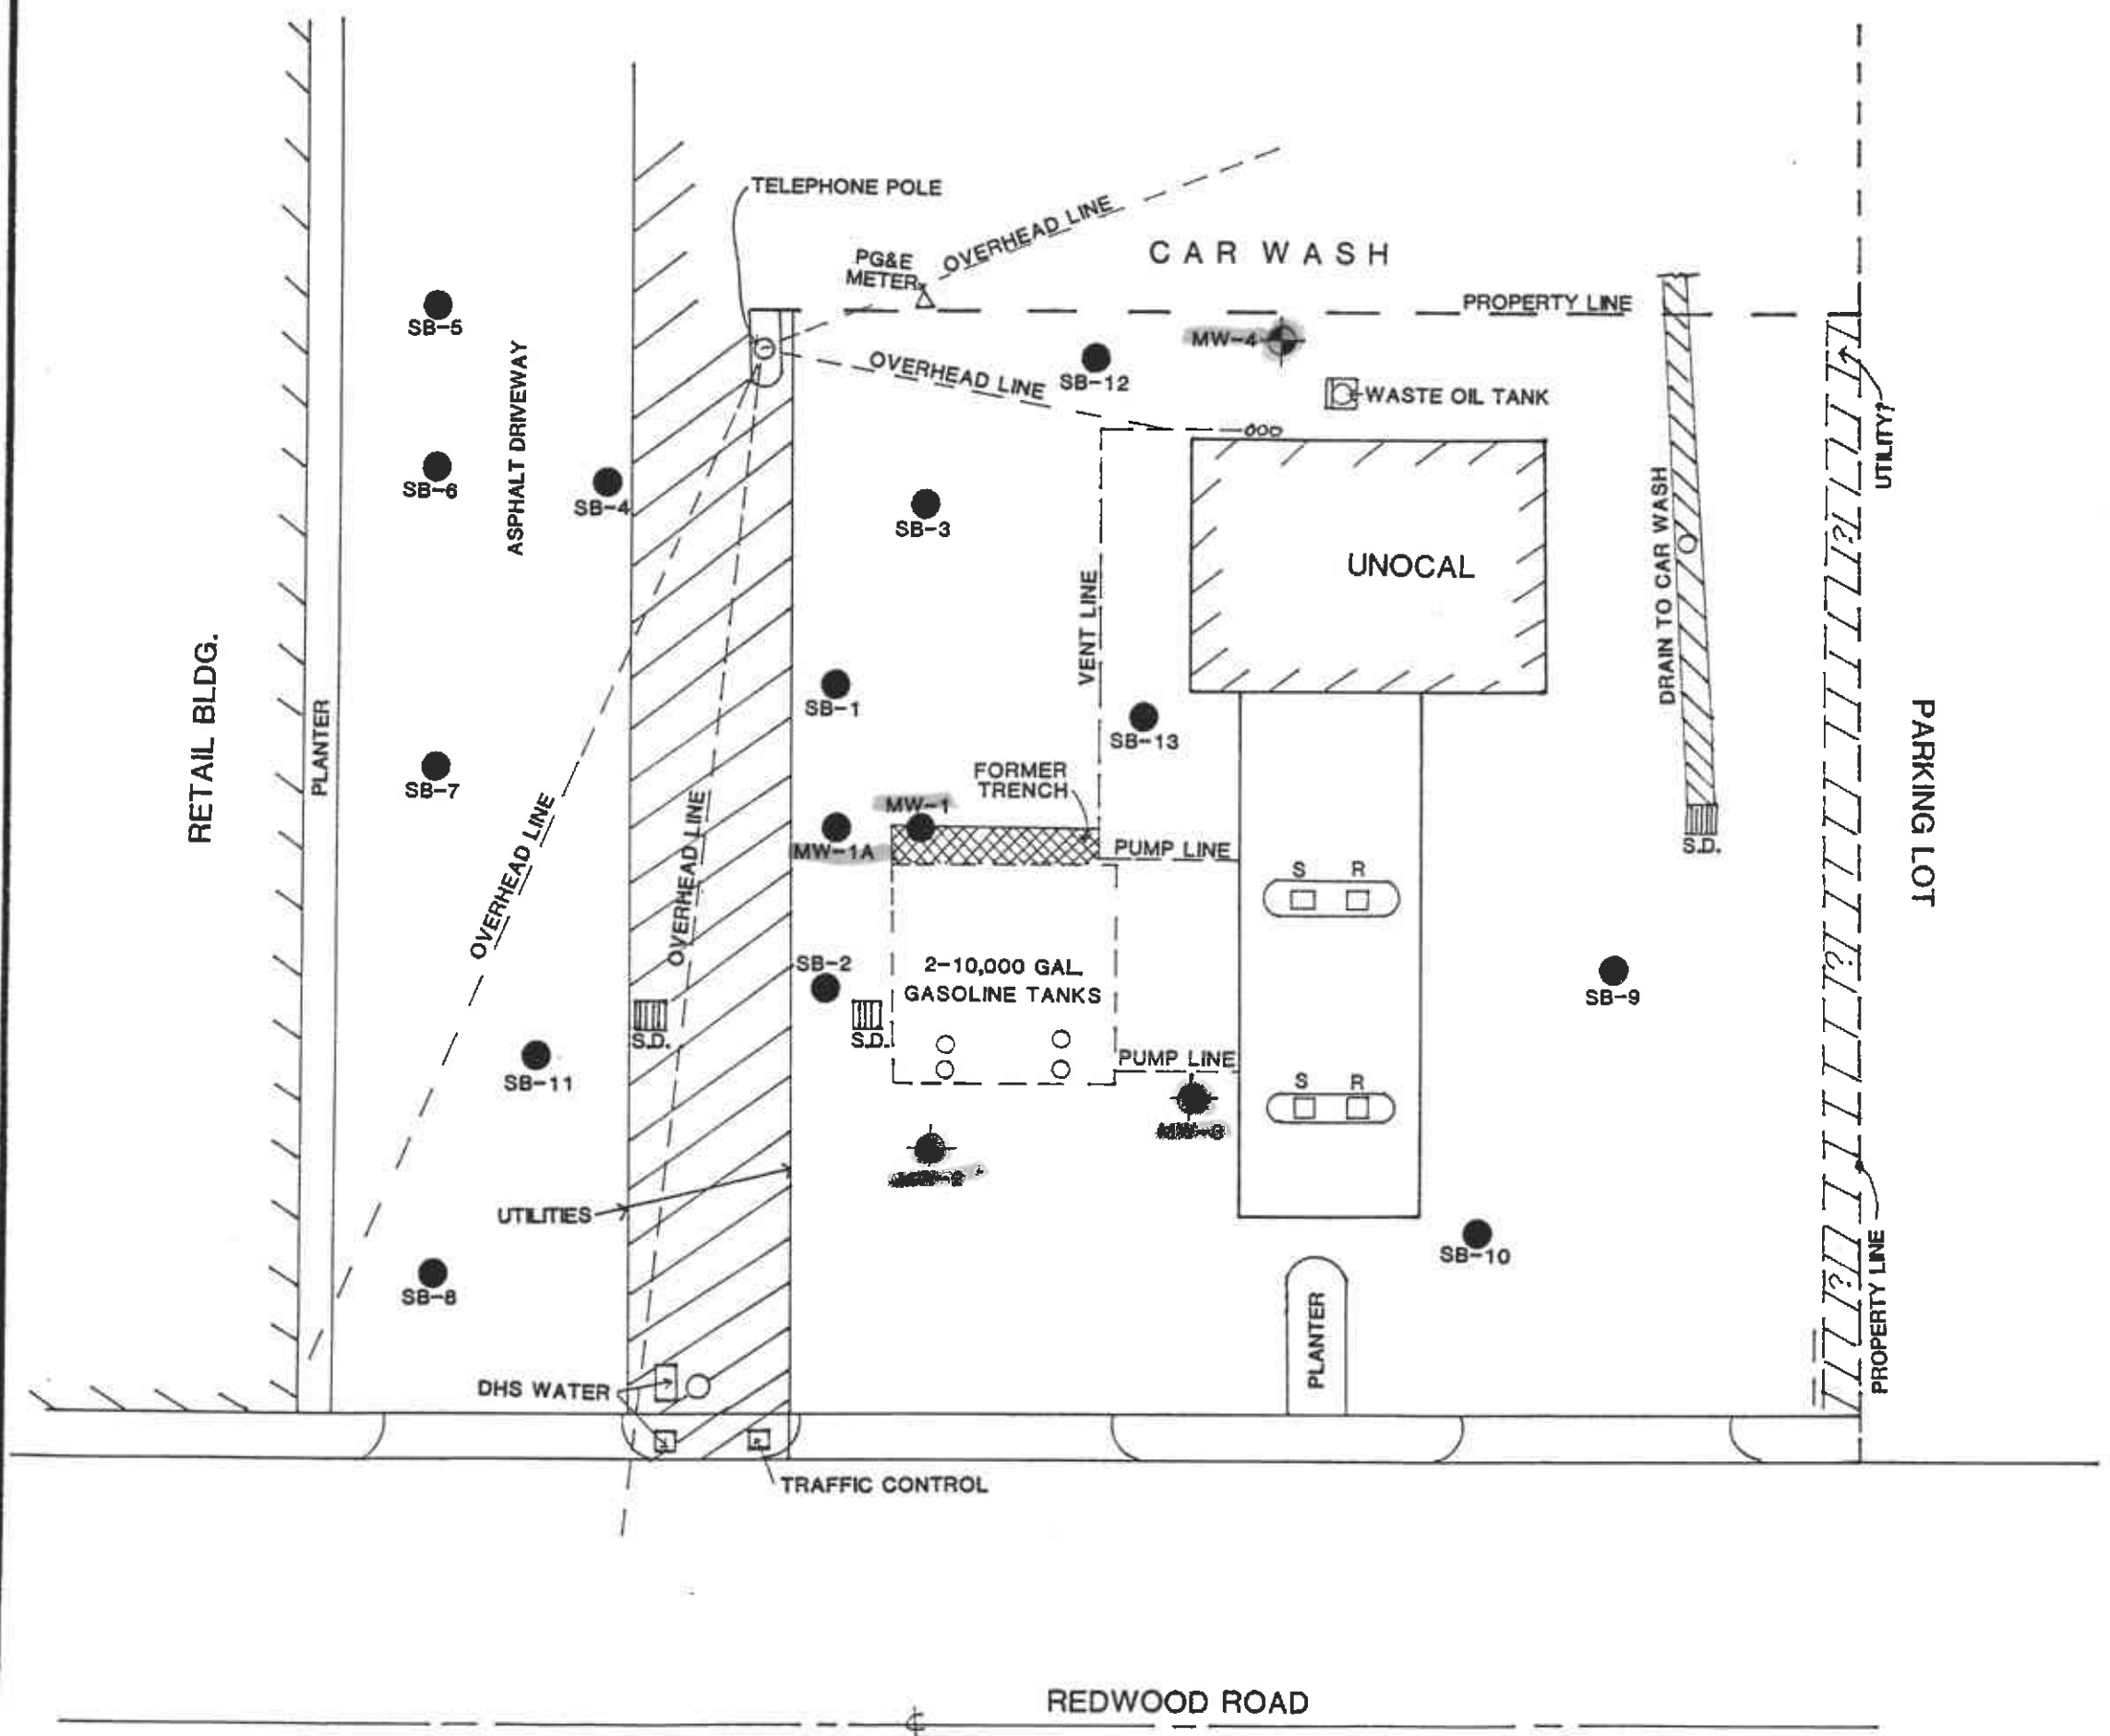 TELEPHONE POLE
PG&E
METER
OVERHEAD LINE
CAR WASH
PROPERTY LINE
SB-5
MW-4
OVERHEAD LINE
SB-12
WASTE OIL TANK
UTILITY?
ASPHALT DRIVEWAY
SB-6
SB-4
SB-3
UNOCAL
DRAIN TO CAR WASH
?
VENT LINE
RETAIL BLDG.
PLANTER
SB-1
SB-13
PARKING LOT
SB-7
FORMER
TRENCH
MW-1
MW-1A
PUMP LINE
S.D.
OVERHEAD LINE
OVERHEAD LINE
S R
SB-2
2-10,000 GAL
GASOLINE TANKS
?
SB-9
S.D.
S.D.
SB-11
PUMP LINE
S R
MW-3
MW-2
UTILITIES
SB-10
SB-8
PLANTER
?
PROPERTY LINE
DHS WATER
TRAFFIC CONTROL
REDWOOD ROAD